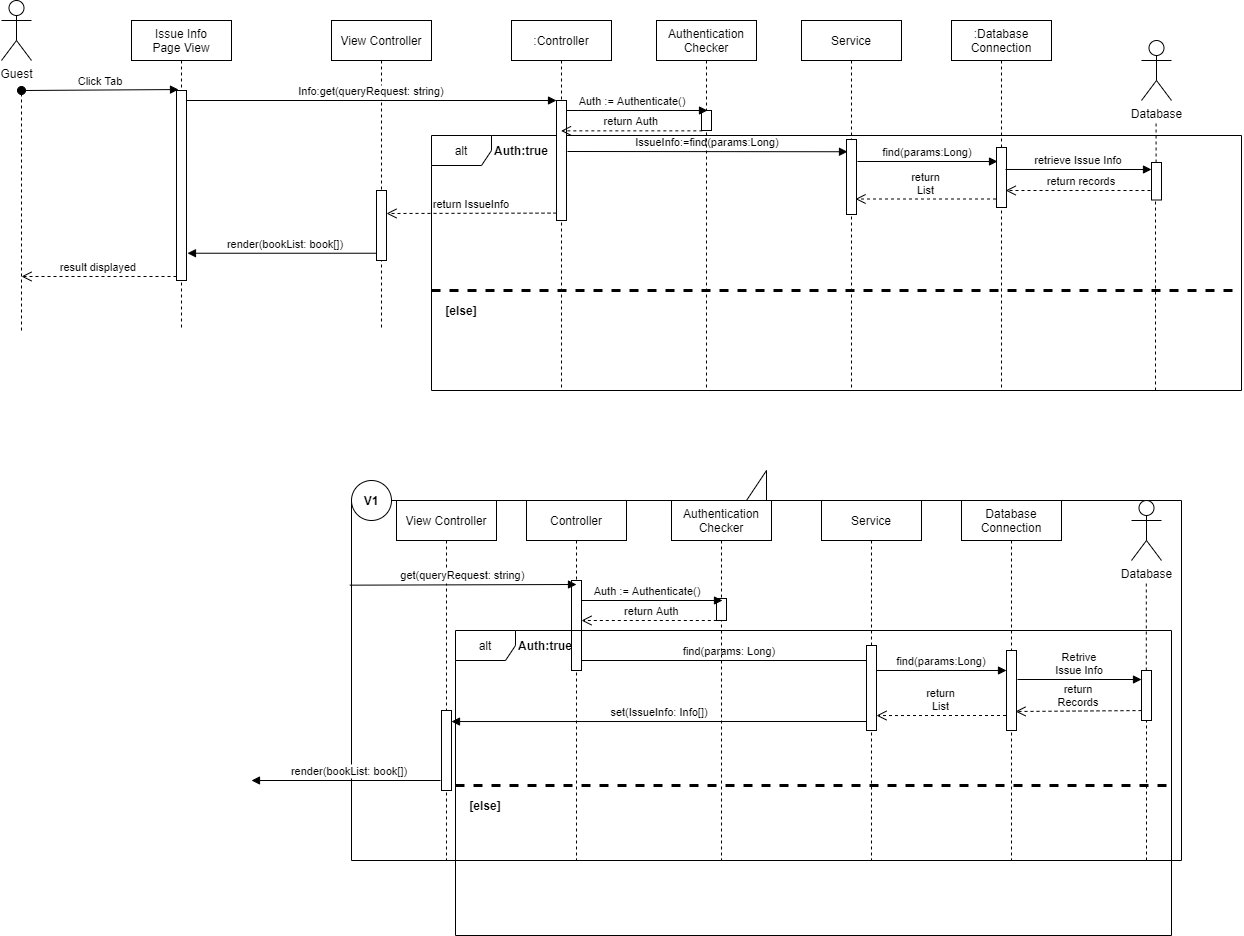 Issue Info
Page View
View Controller
:Controller
Authentication
Checker
Service
:Database
Connection
Guest
Click Tab
Database
Info:get(queryRequest: string)
Auth := Authenticate()
return Auth
alt
Auth:true
IssueInfo:=find(params:Long)
find(params:Long)
retrieve Issue Info
return
List
return records
return IssueInfo
render(bookList: book[])
result displayed
[else]
V1
View Controller
Controller
Authentication
Checker
Service
Database
Connection
Database
get(queryRequest: string)
Auth := Authenticate()
return Auth
alt
Auth:true
find(params: Long)
find(params:Long)
Retrive
Issue Info
return
List
return
Records
set(IssueInfo: Info[])
render(bookList: book[])
[else]